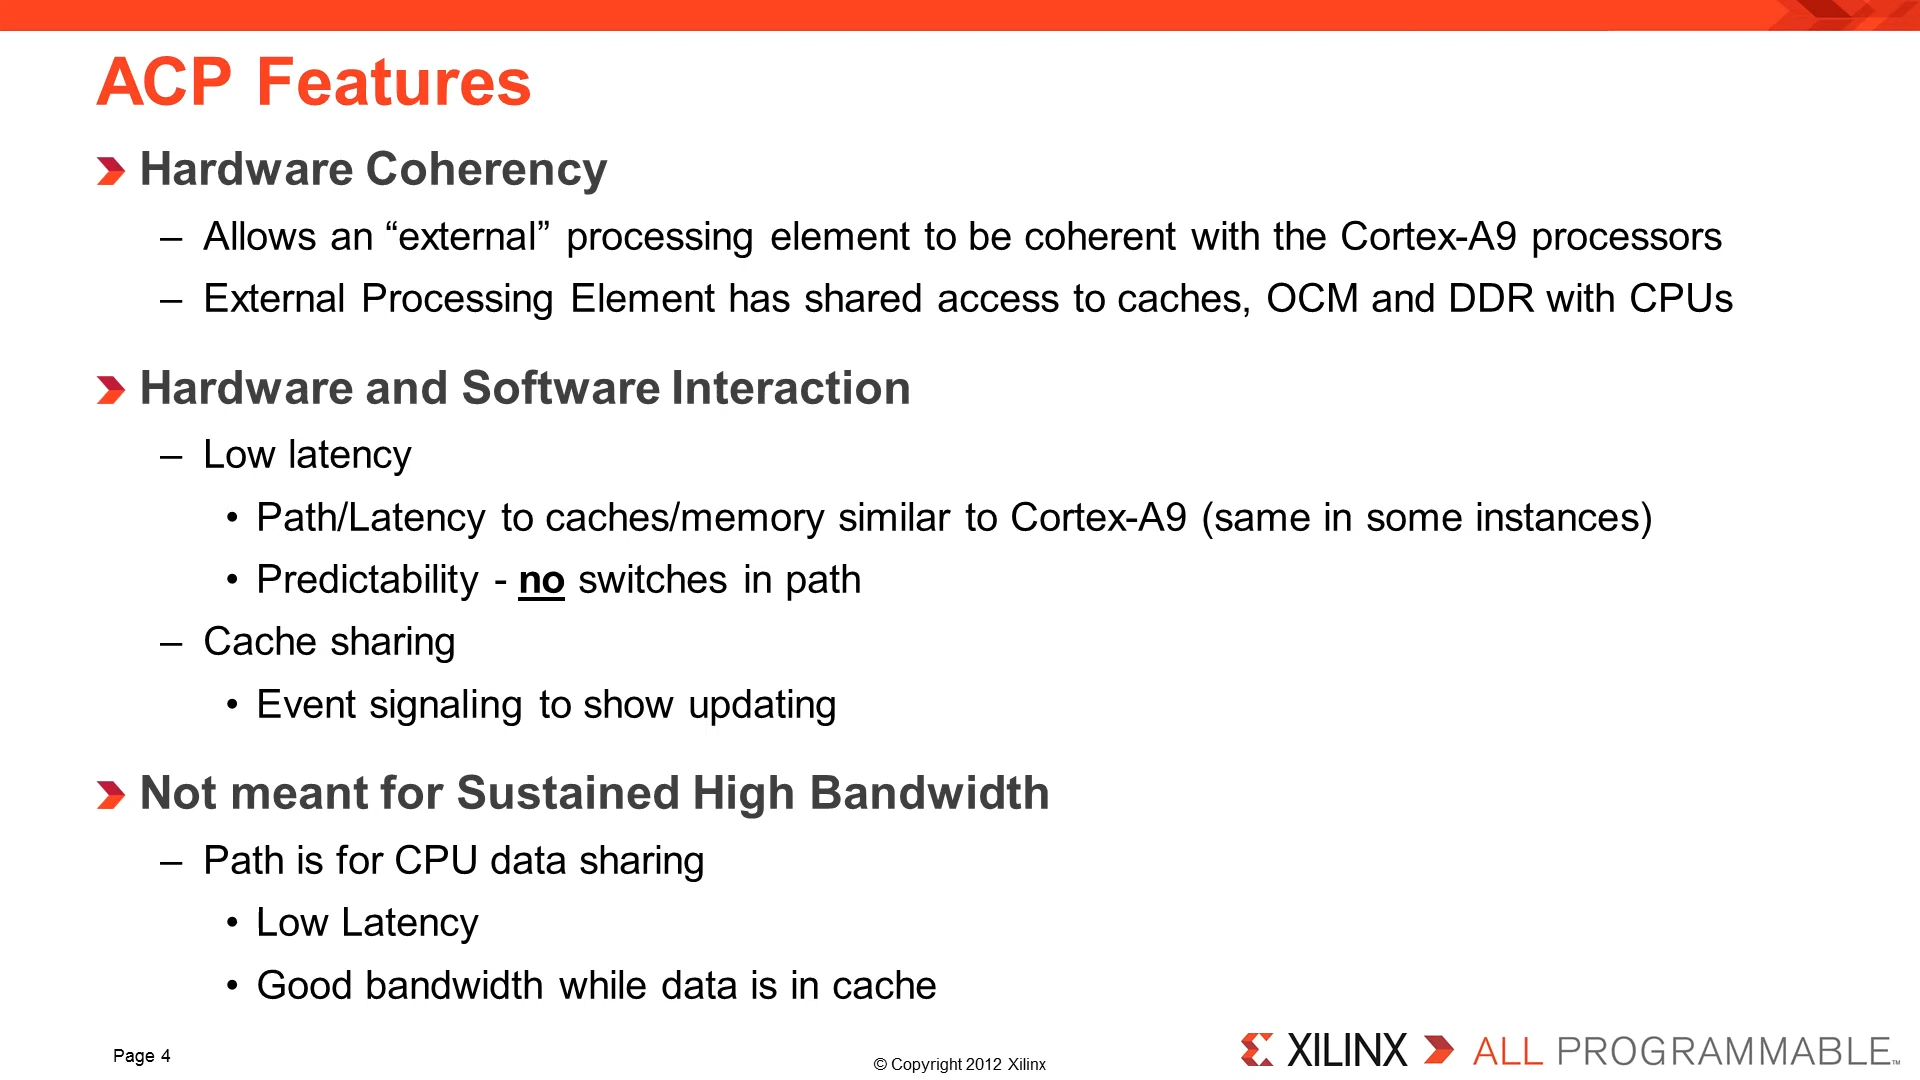 ACP Features
Hardware Coherency
– Allows an “external” processing element to be coherent with the Cortex-A9 processors
– External Processing Element has shared access to caches, OCM and DDR with CPUs
Hardware and Software Interaction
– Low latency
• Path/Latency to caches/memory similar to Cortex-A9 (same in some instances)
• Predictability - no switches in path
– Cache sharing
• Event signaling to show updating
Not meant for Sustained High Bandwidth
– Path is for CPU data sharing
• Low Latency
• Good bandwidth while data is in cache
Page 4
© Copyright 2012 Xilinx
XILINX ALL PROGRAMMABLE™